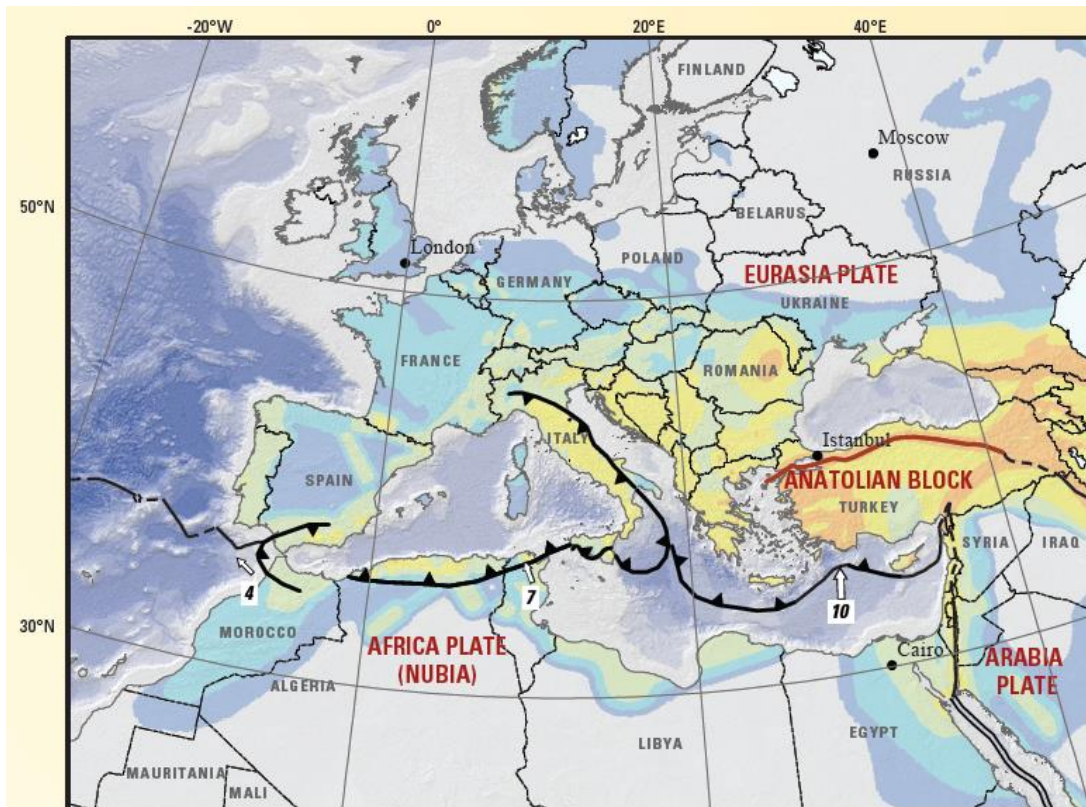 -20°W
0°
20°E
40°E
FINLAND
Moscow
RUSSIA
50°N
BELARUS
London
POLAND
GERMANY
EURASIA PLATE
UKRAINE
FRANCE
ROMANIA
ITALY
Istanbul
SPAIN
ANATOLIAN BLOCK
TURKEY
SYRIA
IRAQ
4
7
10
30°N
MOROCCO
AFRICA PLATE
(NUBIA)
Cairo
ARABIA
PLATE
ALGERIA
LIBYA
EGYPT
MAURITANIA
MALI